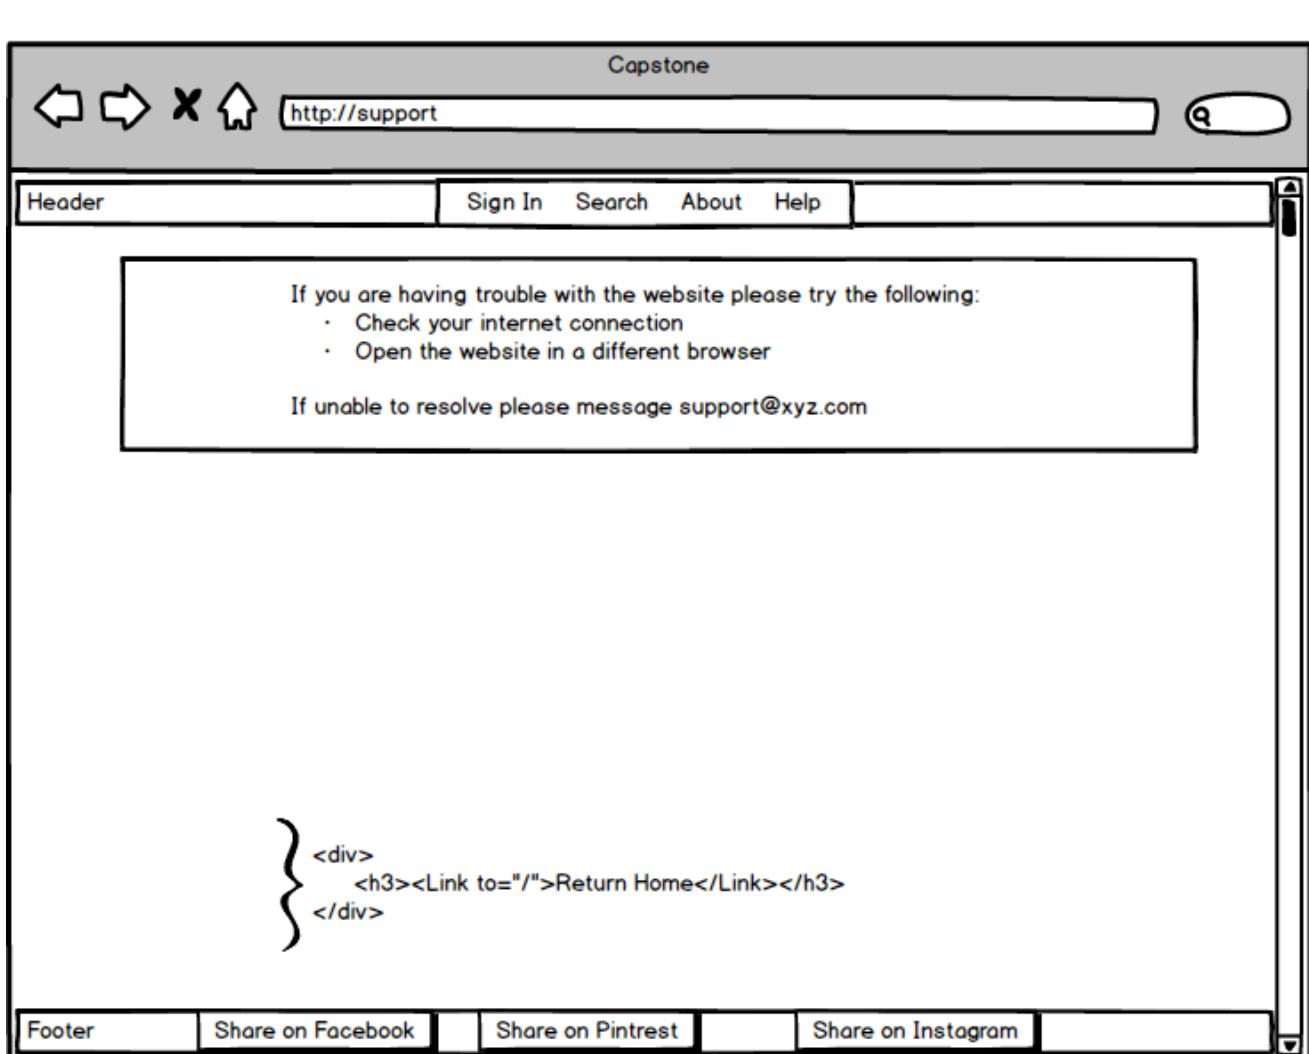 Capstone
http://support
Header
Sign In Search About Help
If you are having trouble with the website please try the following:
· Check your internet connection
· Open the website in a different browser
If unable to resolve please message support@xyz.com
<div>
<h3><Link to="/">Return Home</Link></h3>
</div>
Footer Share on Facebook Share on Pintrest Share on Instagram